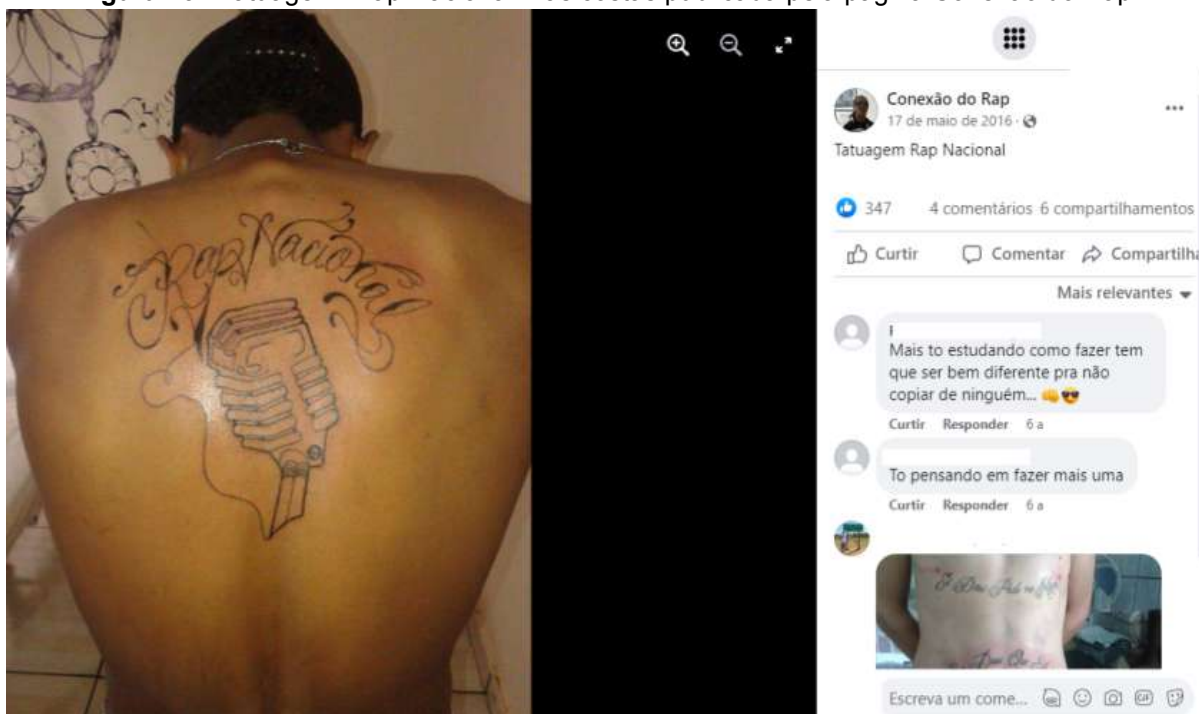 Rap Nacional
Conexão do Rap
17 de maio de 2016
Tatuagem Rap Nacional
347 4 comentários 6 compartilhamentos
Curtir Comentar Compartilha
Mais relevantes
Mais to estudando como fazer tem
que ser bem diferente pra não
copiar de ninguém...
Curtir Responder 6 a
To pensando em fazer mais uma
Curtir Responder 6 a
Escreva um come... GIF